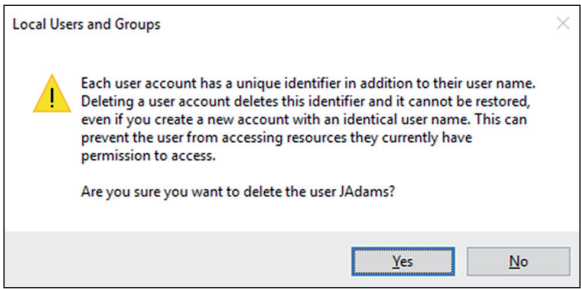 Local Users and Groups
Each user account has a unique identifier in addition to their user name.
Deleting a user account deletes this identifier and it cannot be restored,
even if you create a new account with an identical user name. This can
prevent the user from accessing resources they currently have
permission to access.
Are you sure you want to delete the user JAdams?
Yes
No